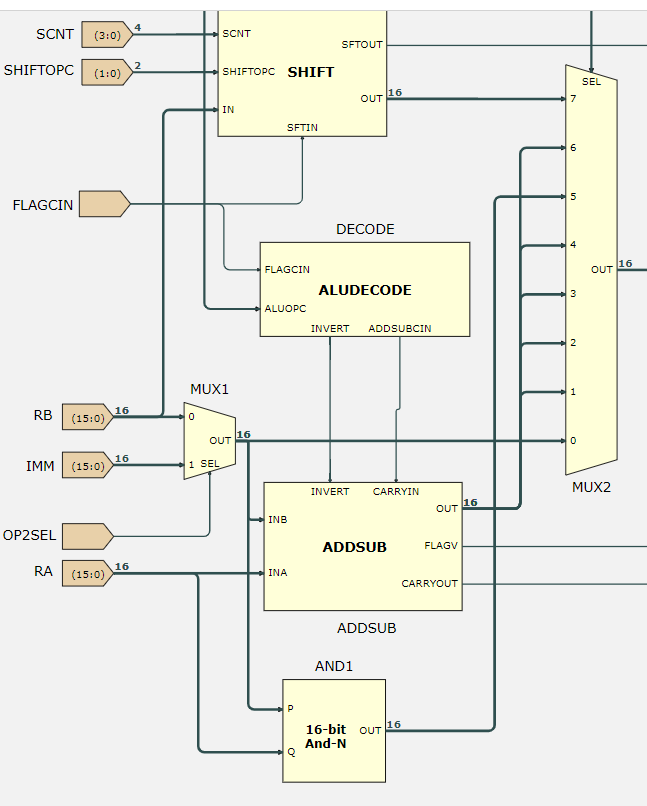 SCNT (3:0) 4 SCNT
SFTOUT
SHIFTOPC (1:0) 2 SHIFTOPC SHIFT
SEL
OUT 16 7
IN
SFTIN
6
FLAGCIN
5
DECODE
4
FLAGCIN
OUT 16
ALUDECODE
3
ALUOPC
INVERT ADDSUBCIN
2
MUX1
1
RB (15:0) 16 0
OUT 16 0
IMM (15:0) 16 1 SEL
MUX2
INVERT CARRYIN
OUT 16
INB
OP2SEL
ADDSUB FLAGV
RA (15:0) 16 INA
CARRYOUT
ADDSUB
AND1
P
16-bit
And-N
OUT 16
Q